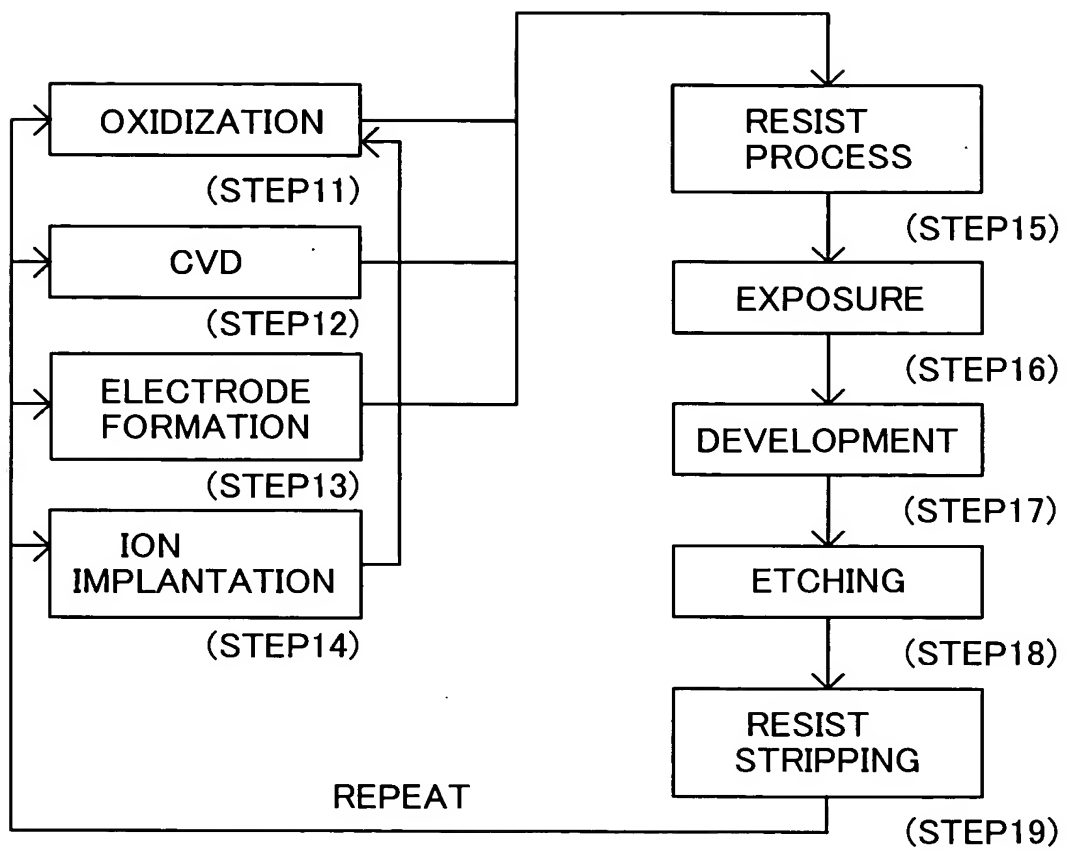 OXIDIZATION
(STEP11)
CVD
(STEP12)
ELECTRODE
FORMATION
(STEP13)
ION
IMPLANTATION
(STEP14)
RESIST
PROCESS
(STEP15)
EXPOSURE
(STEP16)
DEVELOPMENT
(STEP17)
ETCHING
(STEP18)
RESIST
STRIPPING
(STEP19)
REPEAT